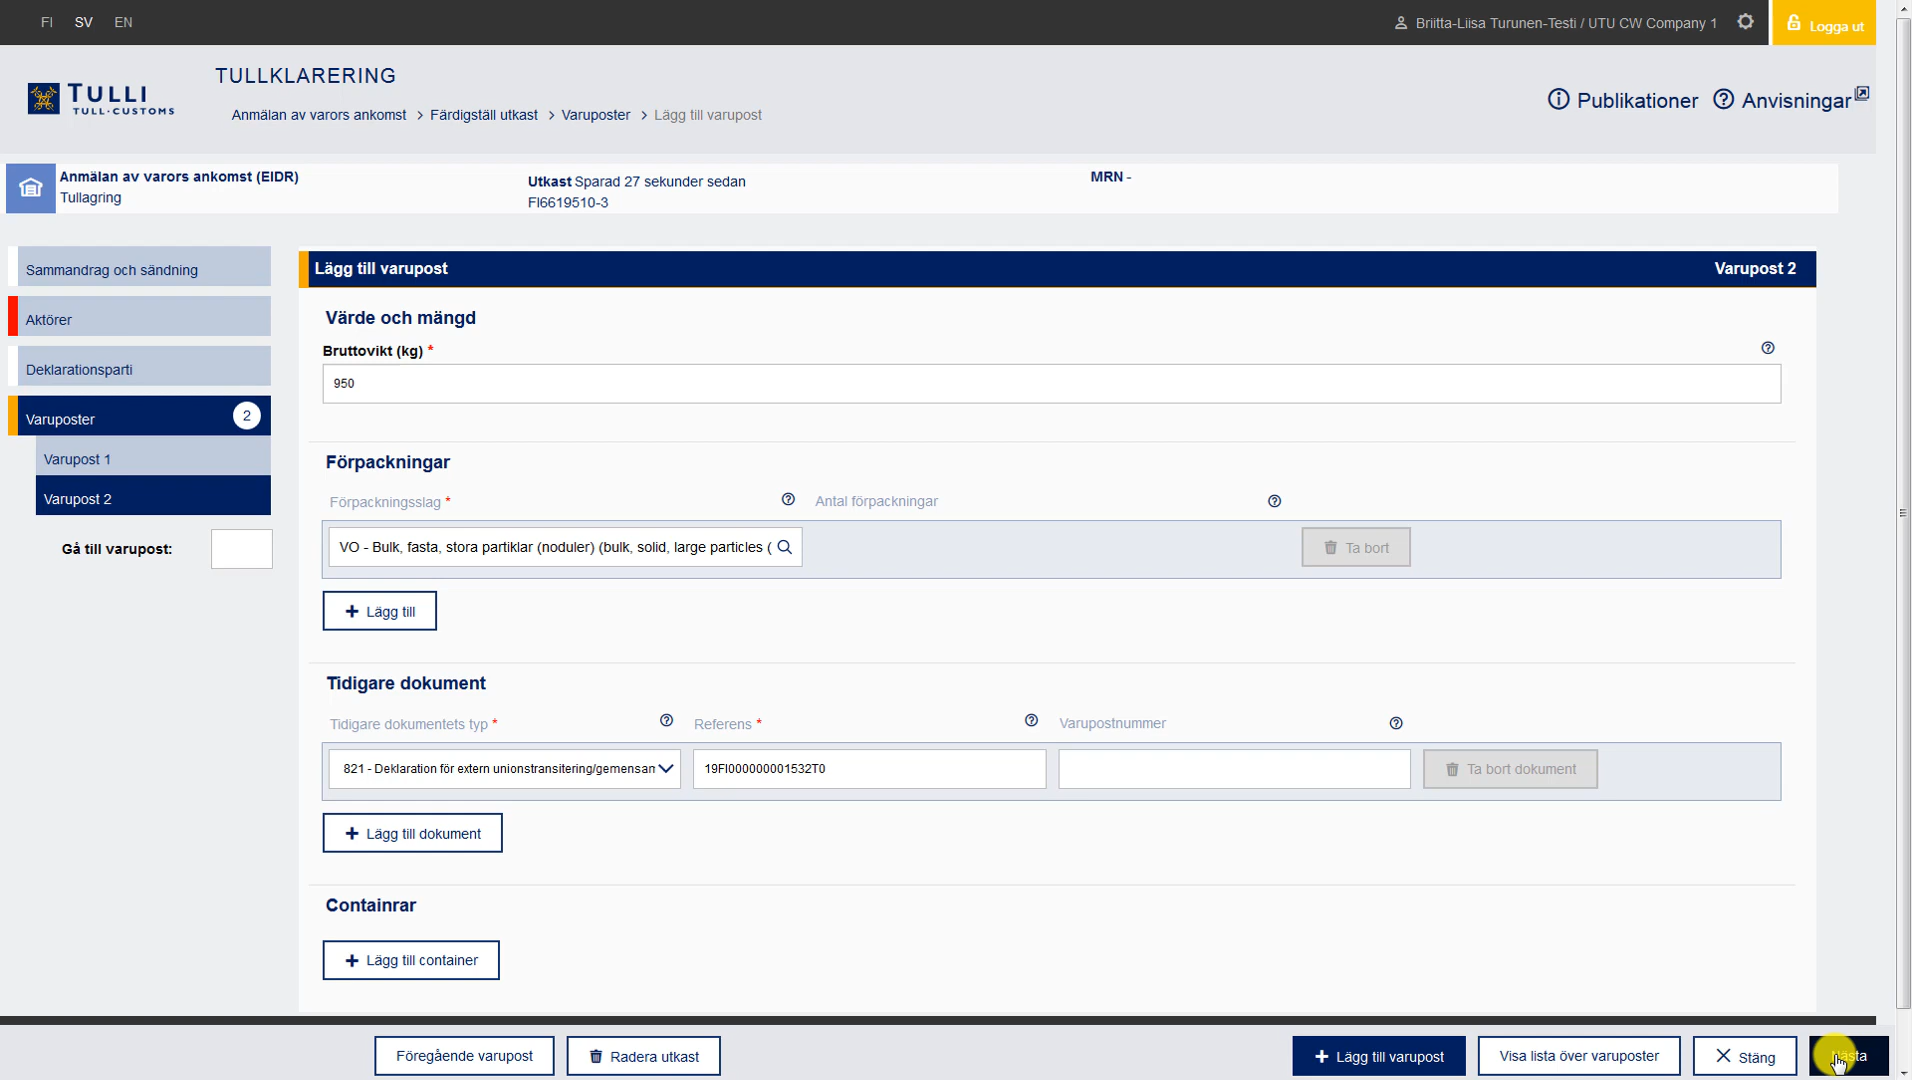 FI SV EN
Briitta-Liisa Turunen-Testi / UTU CW Company 1
Logga ut
TULLI
TULL·CUSTOMS
TULLKLARERING
Anmälan av varors ankomst > Färdigställ utkast > Varuposter > Lägg till varupost
Publikationer Anvisningar
Anmälan av varors ankomst (EIDR)
Tullagring
Utkast Sparad 27 sekunder sedan
FI6619510-3
MRN -
Sammandrag och sändning
Aktörer
Deklarationsparti
Varuposter 2
Varupost 1
Varupost 2
Gå till varupost:
Lägg till varupost Varupost 2
Värde och mängd
Bruttovikt (kg) *
950
Förpackningar
Förpackningsslag * Antal förpackningar
VO - Bulk, fasta, stora partiklar (noduler) (bulk, solid, large particles (
Ta bort
+ Lägg till
Tidigare dokument
Tidigare dokumentets typ * Referens * Varupostnummer
821 - Deklaration för extern unionstransitering/gemensam 19FI000000001532T0 Ta bort dokument
+ Lägg till dokument
Containrar
+ Lägg till container
Föregående varupost Radera utkast + Lägg till varupost Visa lista över varuposter Stäng